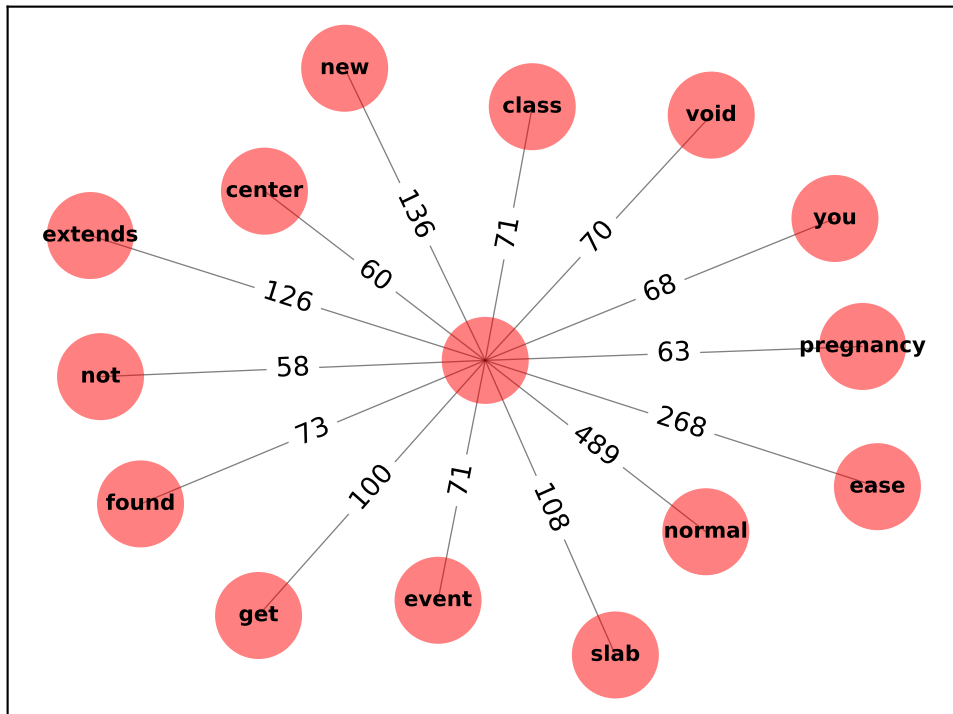 new
class
void
center
you
extends
136
71
70
60
68
126
pregnancy
63
58
not
268
73
489
ease
100
71
108
found
normal
event
get
slab